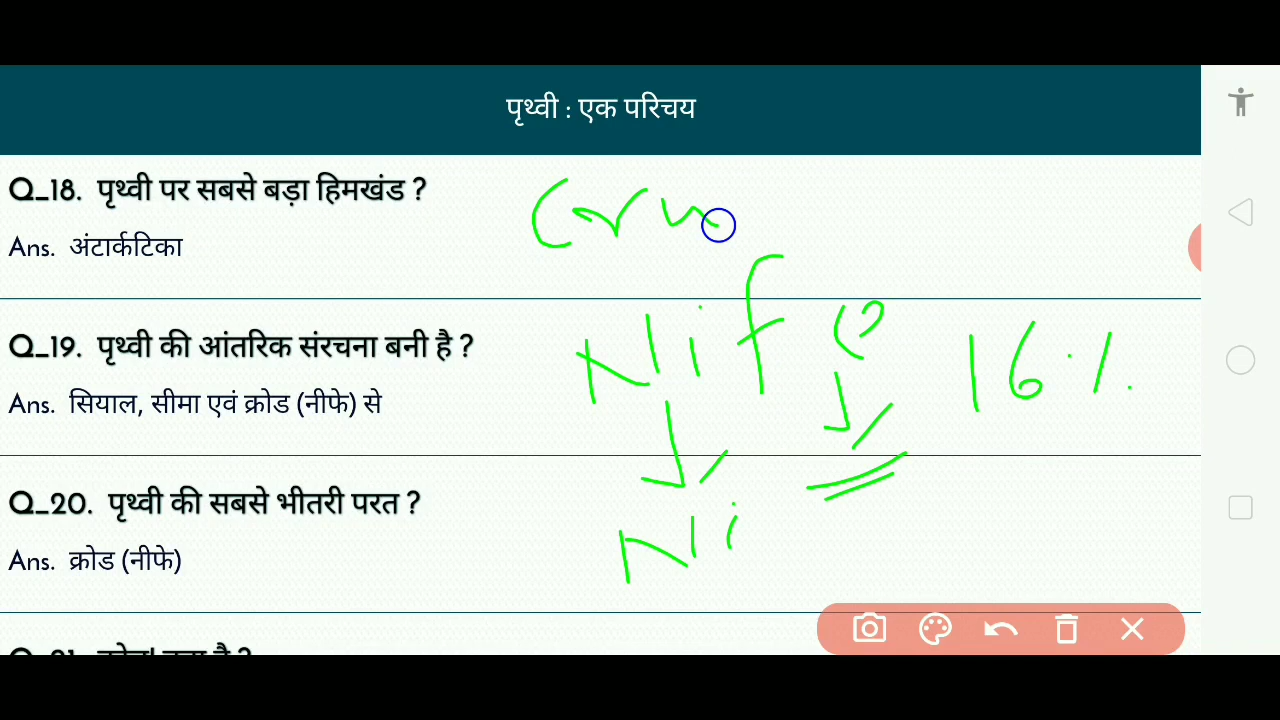 पृथ्वी : एक परिचय
Q_18. पृथ्वी पर सबसे बड़ा हिमखंड ?
Ans. अंटार्कटिका
Q_19. पृथ्वी की आंतरिक संरचना बनी है ?
Ans. सियाल, सीमा एवं क्रोड (नीफे) से
Nife 16%.
Q_20. पृथ्वी की सबसे भीतरी परत ?
Ni
Ans. क्रोड (नीफे)